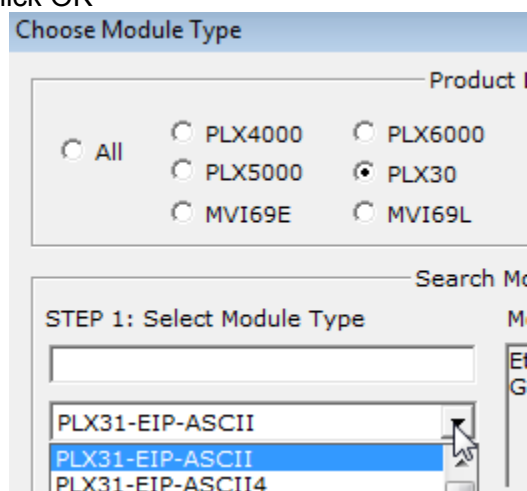 Choose Module Type
Product
All
PLX4000
PLX6000
PLX5000
PLX30
MVI69E
MVI69L
Search
STEP 1: Select Module Type
PLX31-EIP-ASCII
PLX31-EIP-ASCII
PLX31-EIP-ASCII4